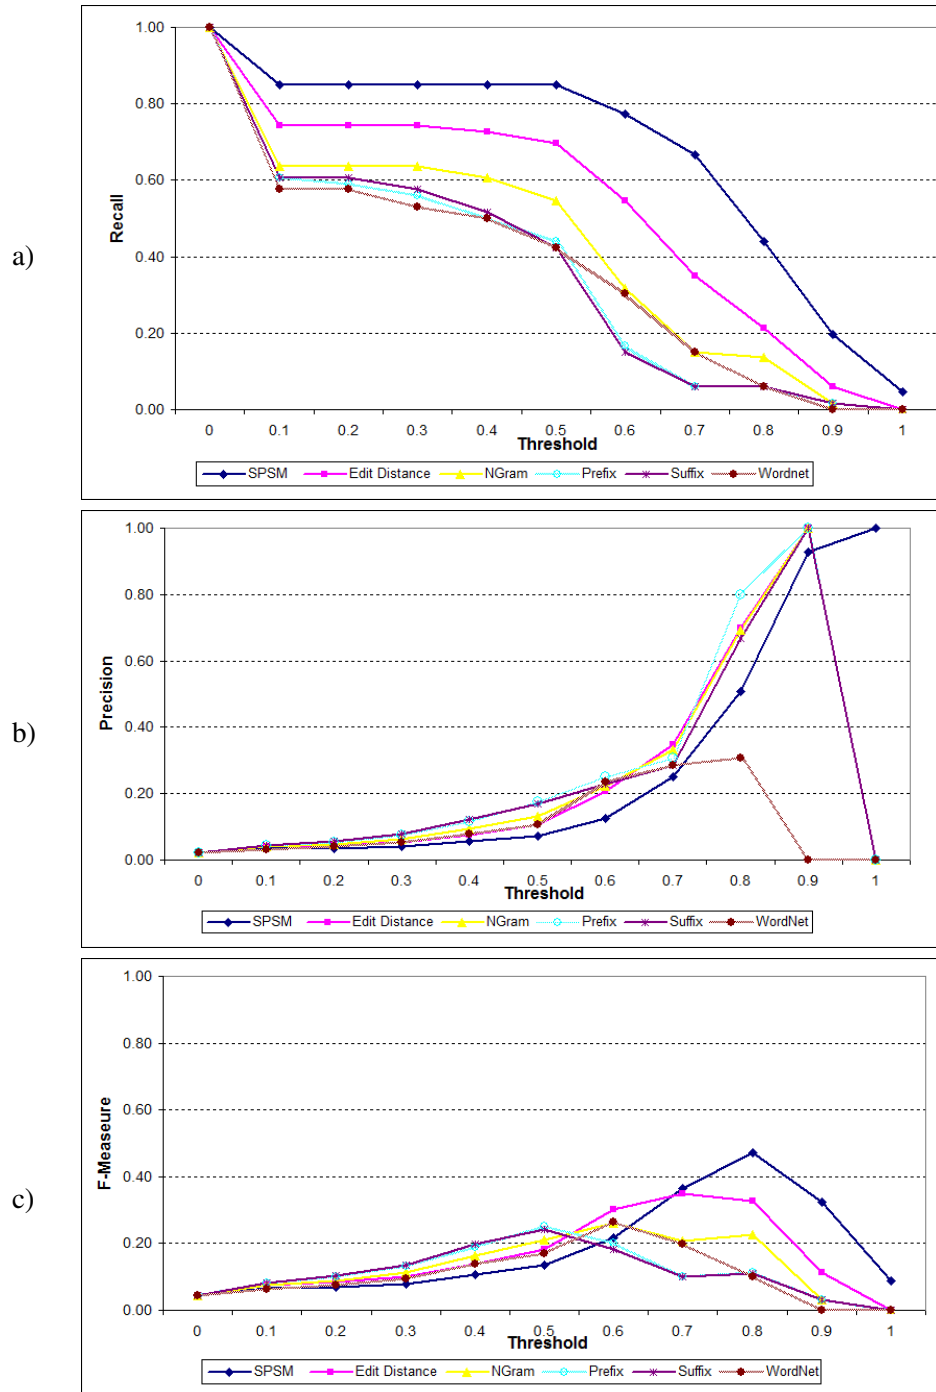 a)
Recall
1.00
0.80
0.60
0.40
0.20
0.00
0 0.1 0.2 0.3 0.4 0.5 0.6 0.7 0.8 0.9 1
Threshold
SPSM Edit Distance NGram Prefix Suffix Wordnet
b)
Precision
1.00
0.80
0.60
0.40
0.20
0.00
0 0.1 0.2 0.3 0.4 0.5 0.6 0.7 0.8 0.9 1
Threshold
SPSM Edit Distance NGram Prefix Suffix WordNet
c)
F-Measeure
1.00
0.80
0.60
0.40
0.20
0.00
0 0.1 0.2 0.3 0.4 0.5 0.6 0.7 0.8 0.9 1
Threshold
SPSM Edit Distance NGram Prefix Suffix WordNet